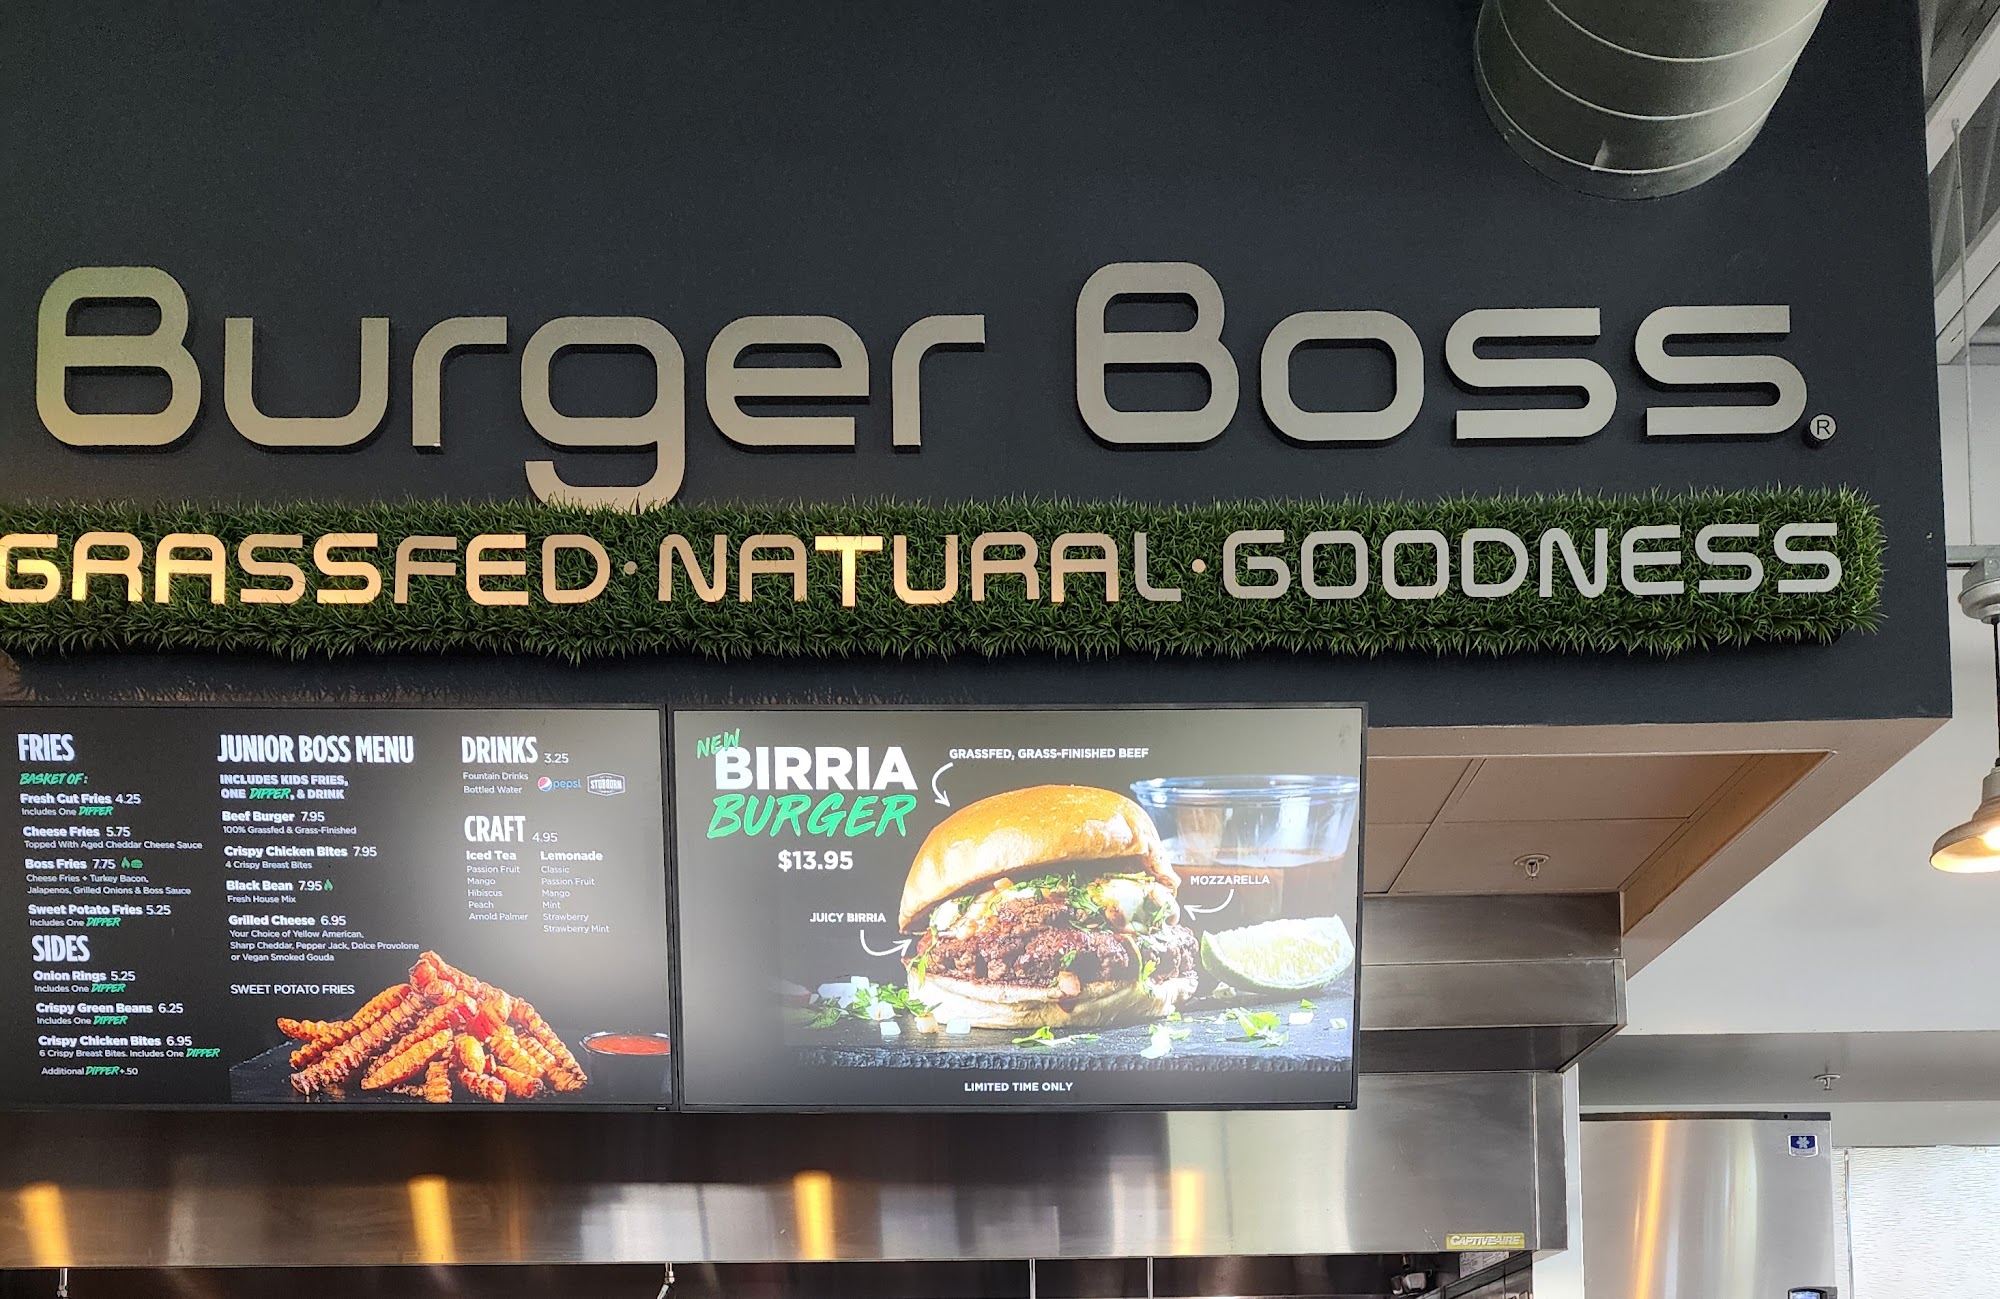 Burger Boss ®
GRASSFED · NATURAL · GOODNESS
FRIES
BASKET OF:
Fresh Cut Fries 4.25
Includes One DIPPER
Cheese Fries 5.75
Topped With Aged Cheddar Cheese Sauce
Boss Fries 7.75
Cheese Fries + Turkey Bacon,
Jalapenos, Grilled Onions & Boss Sauce
Sweet Potato Fries 5.25
Includes One DIPPER
SIDES
Onion Rings 5.25
Includes One DIPPER
Crispy Green Beans 6.25
Includes One DIPPER
Crispy Chicken Bites 6.95
6 Crispy Breast Bites. Includes One DIPPER
Additional DIPPER +.50
JUNIOR BOSS MENU
INCLUDES KIDS FRIES,
ONE DIPPER, & DRINK
Beef Burger 7.95
100% Grassfed & Grass-Finished
Crispy Chicken Bites 7.95
4 Crispy Breast Bites
Black Bean 7.95
Fresh House Mix
Grilled Cheese 6.95
Your Choice of Yellow American,
Sharp Cheddar, Pepper Jack, Dolce Provolone
or Vegan Smoked Gouda
SWEET POTATO FRIES
DRINKS 3.25
Fountain Drinks
Bottled Water
pepsi
STUBBORN
CRAFT 4.95
Iced Tea
Passion Fruit
Mango
Hibiscus
Peach
Arnold Palmer
Lemonade
Classic
Passion Fruit
Mango
Mint
Strawberry
Strawberry Mint
NEW
BIRRIA
BURGER
$13.95
GRASSFED, GRASS-FINISHED BEEF
MOZZARELLA
JUICY BIRRIA
LIMITED TIME ONLY
CAPTIVEAIRE